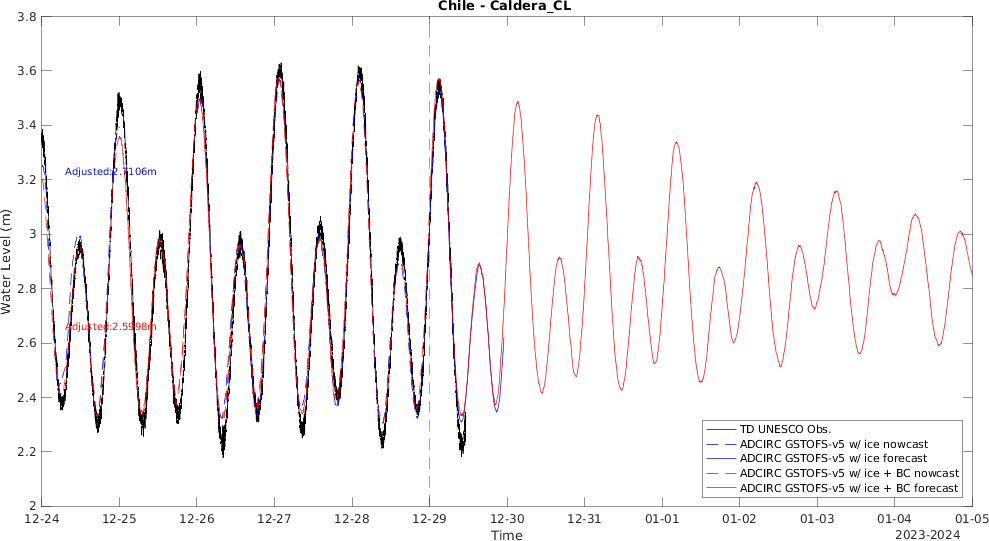 Chile - Caldera_CL
3.8
3.6
3.4
3.2
3
2.8
2.6
2.4
2.2
2
Water Level (m)
Adjusted:2.7106m
Adjusted:2.5998m
TD UNESCO Obs.
ADCIRC GSTOFS-v5 w/ ice nowcast
ADCIRC GSTOFS-v5 w/ ice forecast
ADCIRC GSTOFS-v5 w/ ice + BC nowcast
ADCIRC GSTOFS-v5 w/ ice + BC forecast
12-24 12-25 12-26 12-27 12-28 12-29 12-30 12-31 01-01 01-02 01-03 01-04 01-05
Time
2023-2024